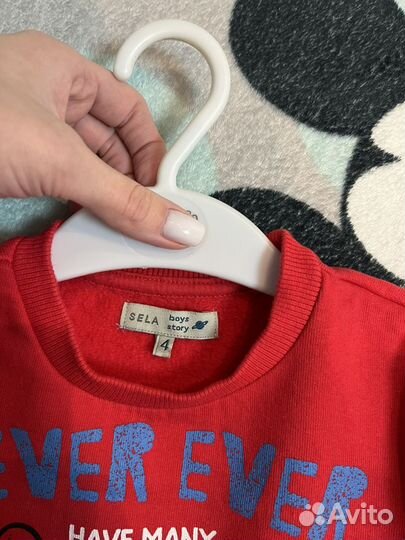 SELA boys story
4
EVER EVER
HAVE MANY
Avito